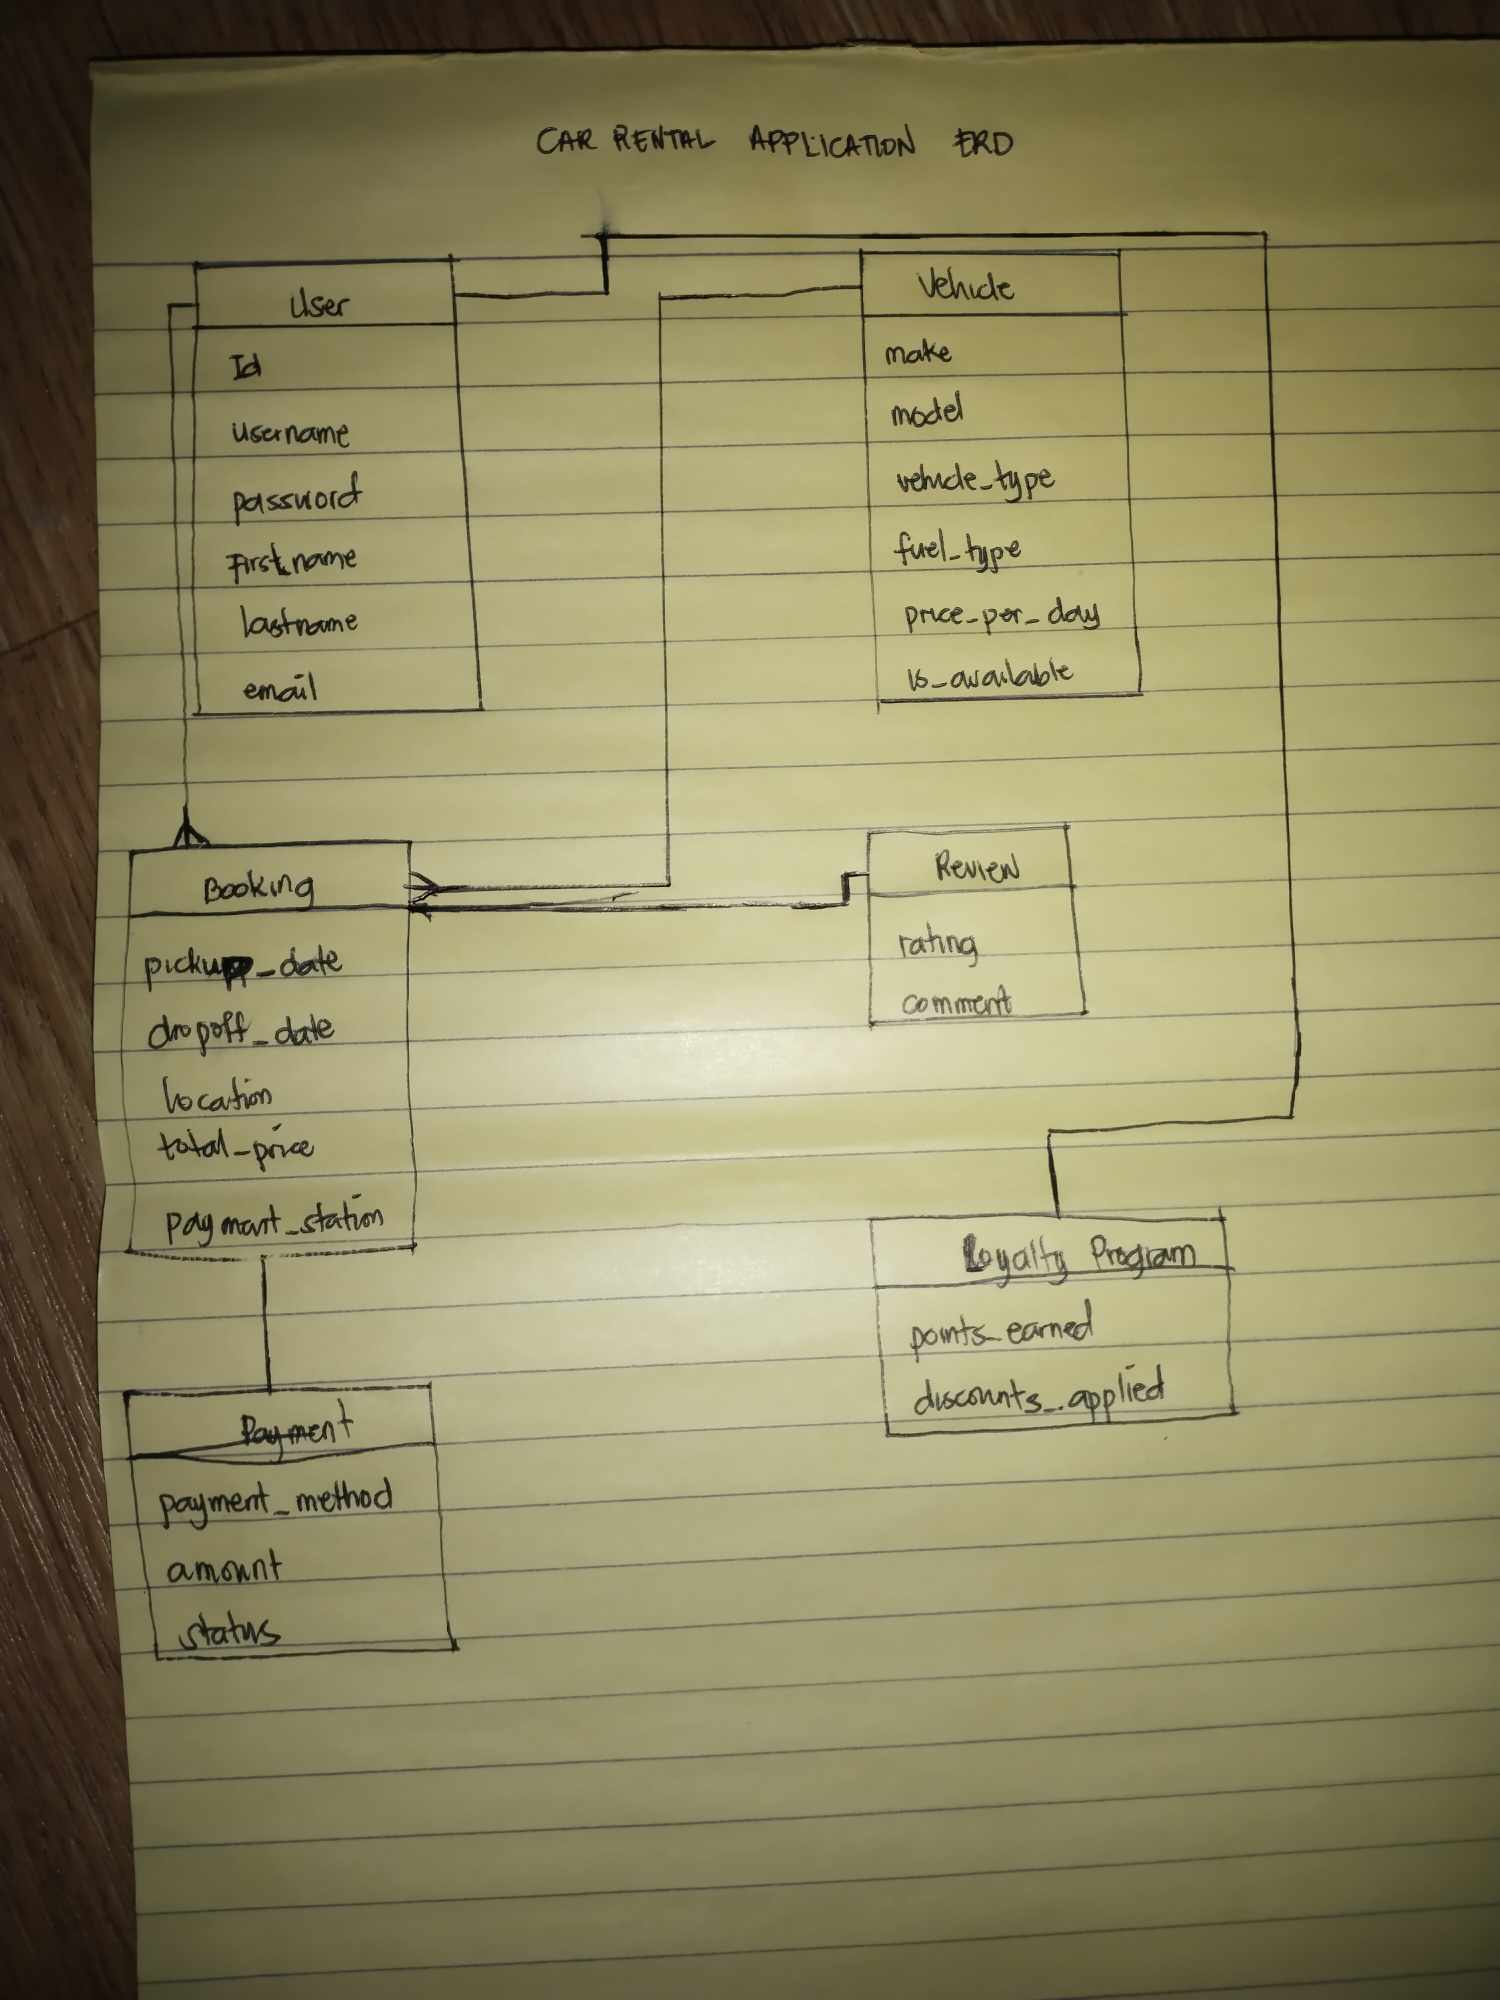 CAR RENTAL APPLICATION ERD
User
Id
username
password
First_name
lastname
email
Vehicle
make
model
vehicle_type
fuel_type
price_per_day
is_available
Booking
pickup_date
dropoff_date
location
total_price
payment_station
Review
rating
comment
Payment
payment_method
amount
status
Loyalty Program
points_earned
discounts_applied